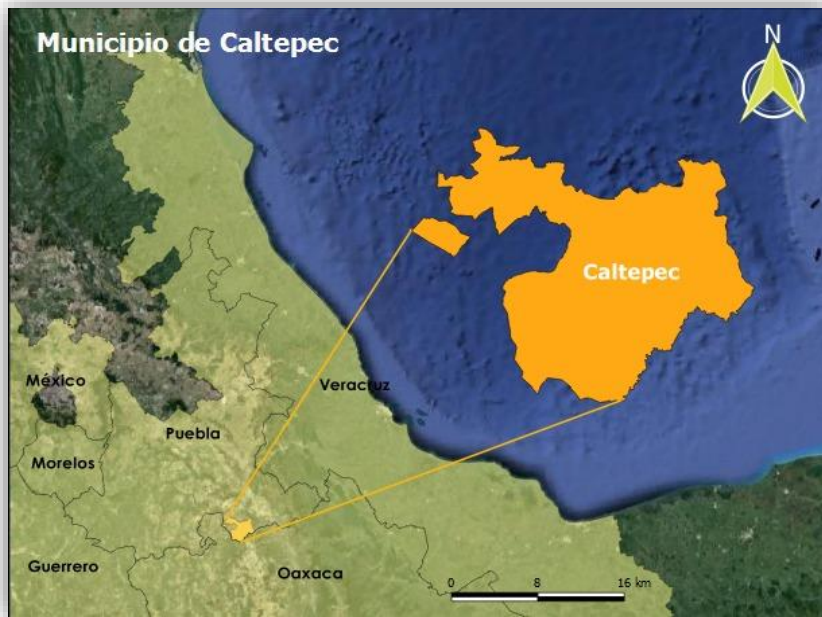 Municipio de Caltepec
N
Caltepec
México
Veracruz
Puebla
Morelos
Guerrero
Oaxaca
0 8 16 km